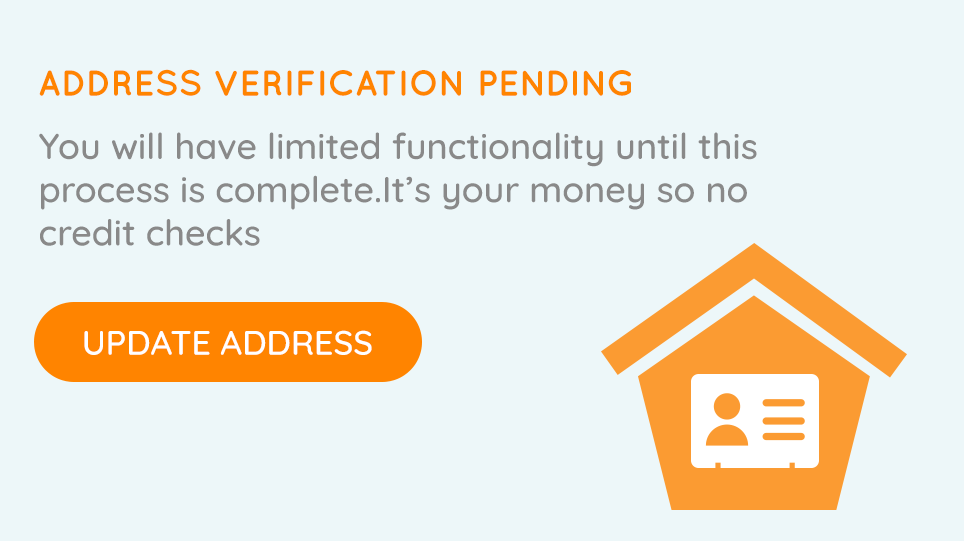 ADDRESS VERIFICATION PENDING
You will have limited functionality until this
process is complete.It’s your money so no
credit checks
UPDATE ADDRESS